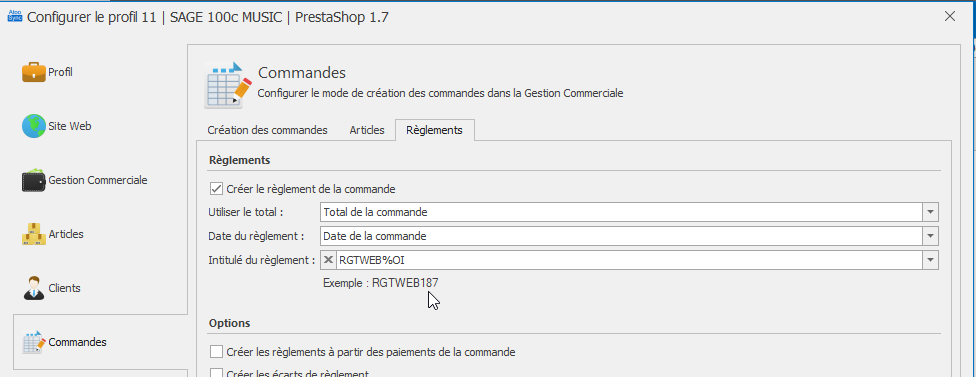 Atoo
Sync
Configurer le profil 11 | SAGE 100c MUSIC | PrestaShop 1.7
Profil
Site Web
Gestion Commerciale
Articles
Clients
Commandes
Commandes
Configurer le mode de création des commandes dans la Gestion Commerciale
Création des commandes Articles Règlements
Règlements
Créer le règlement de la commande
Utiliser le total : Total de la commande
Date du règlement : Date de la commande
Intitulé du règlement : RGTWEB%OI
Exemple : RGTWEB187
Options
Créer les règlements à partir des paiements de la commande
Créer les écarts de règlement